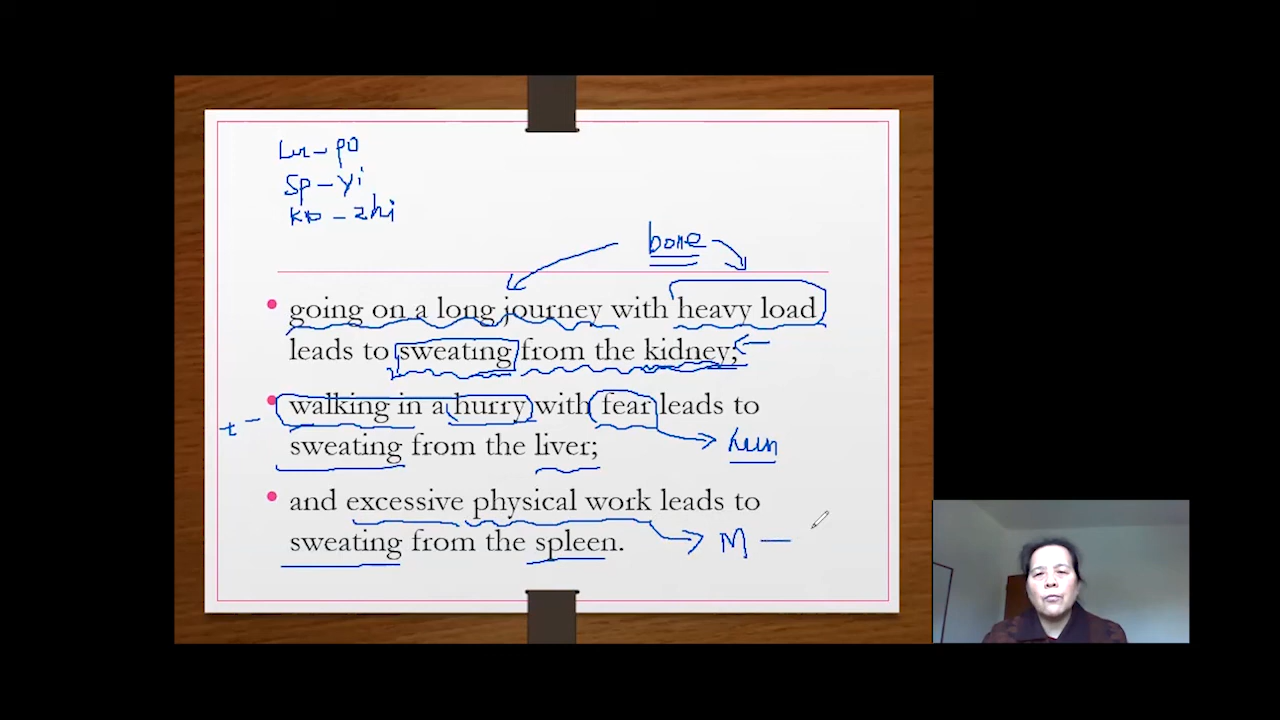 Lu - po
Sp - yi
KD - zhi
bone
going on a long journey with heavy load
leads to sweating from the kidney;
walking in a hurry with fear leads to
t -
sweating from the liver; hun
and excessive physical work leads to
sweating from the spleen. M -